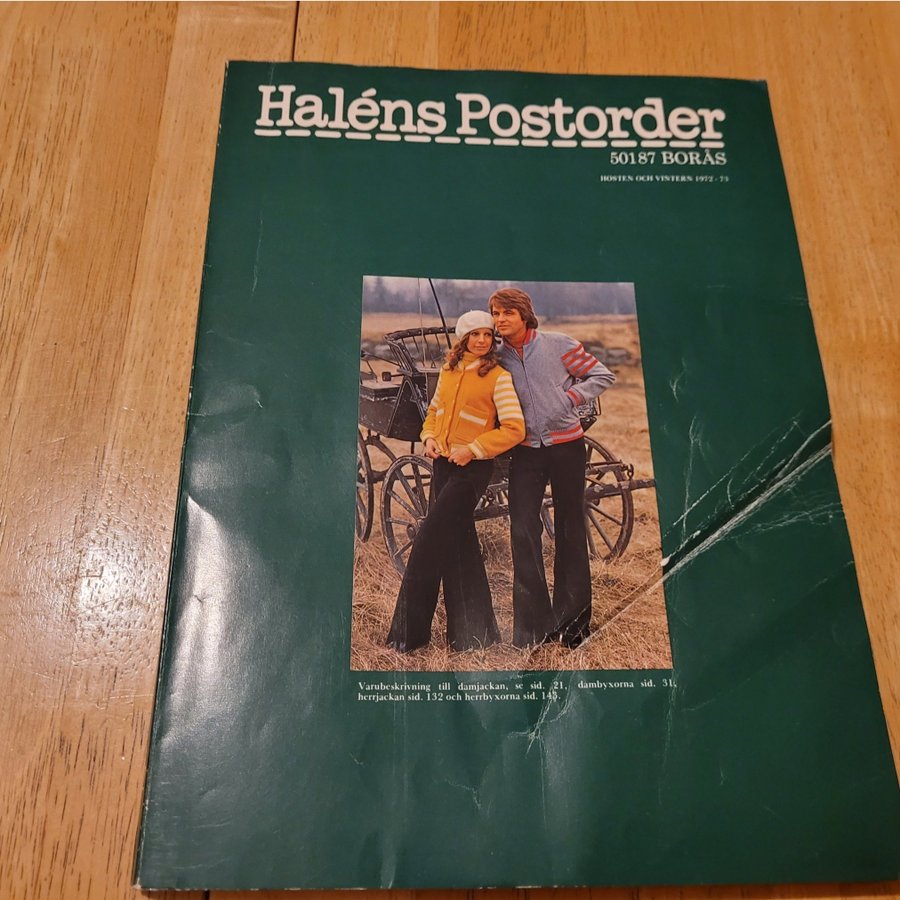 Haléns Postorder
50187 BORÅS
HÖSTEN OCH VINTERN 1972-73
Varubeskrivning till damjackan, se sid. 21, dambyxorna sid. 31,
herrjackan sid. 132 och herrbyxorna sid. 143.